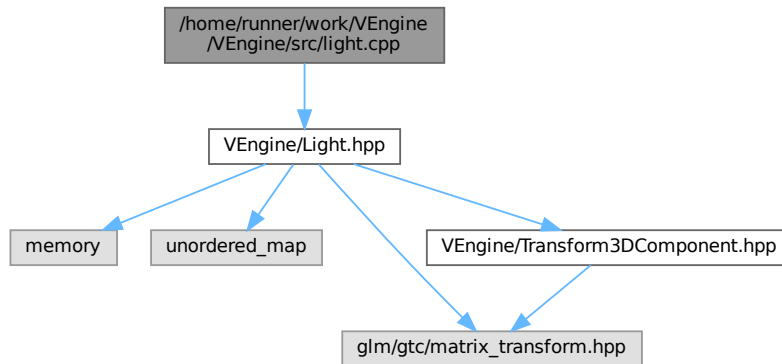 /home/runner/work/VEngine
/VEngine/src/light.cpp
VEngine/Light.hpp
memory
unordered_map
VEngine/Transform3DComponent.hpp
glm/gtc/matrix_transform.hpp